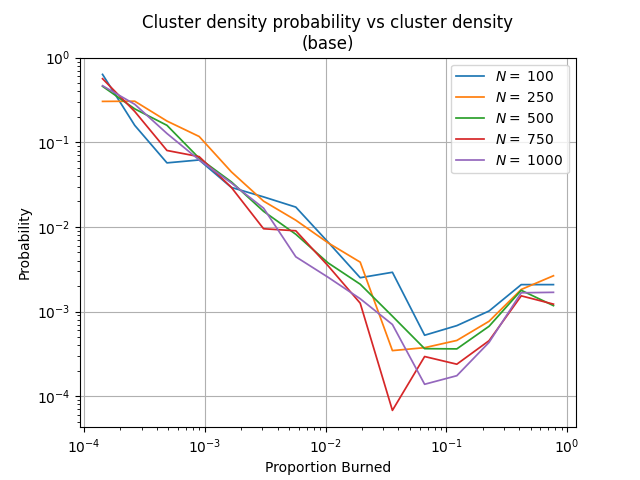 Cluster density probability vs cluster density
(base)
10^0
10^-1
10^-2
10^-3
10^-4
Probability
N = 100
N = 250
N = 500
N = 750
N = 1000
10^-4
10^-3
10^-2
10^-1
10^0
Proportion Burned